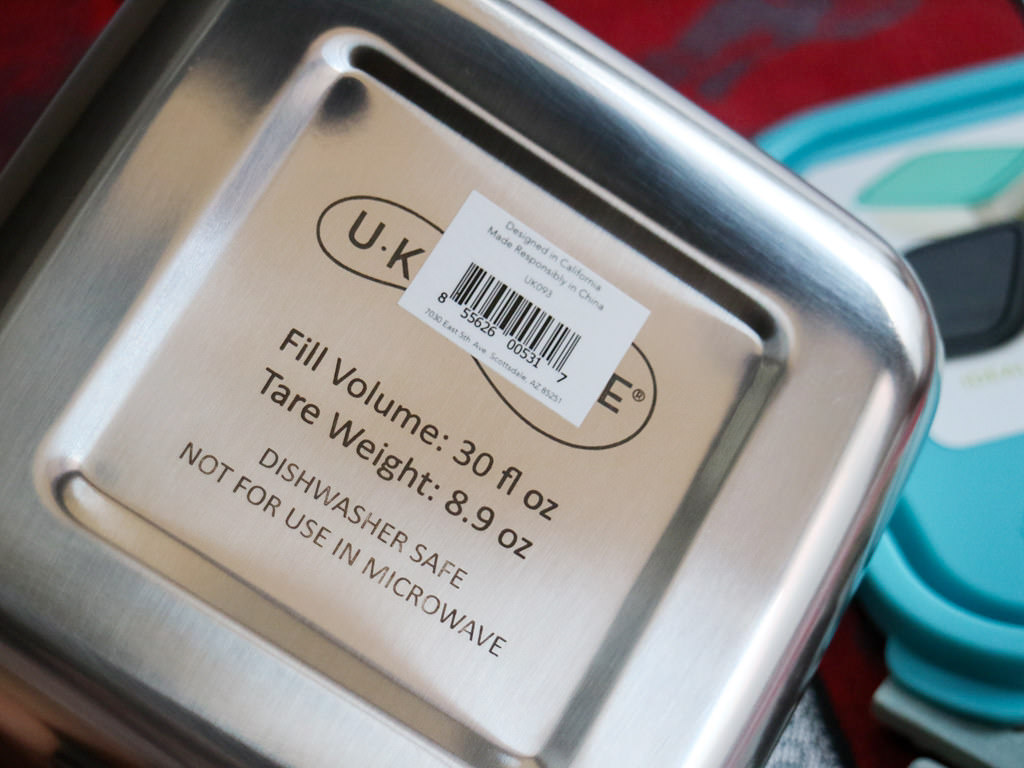 U·K
E®
Designed in California
Made Responsibly in China
UK093
8 55626 00531 7
7030 East 5th Ave. Scottsdale, AZ 85251
Fill Volume: 30 fl oz
Tare Weight: 8.9 oz
DISHWASHER SAFE
NOT FOR USE IN MICROWAVE